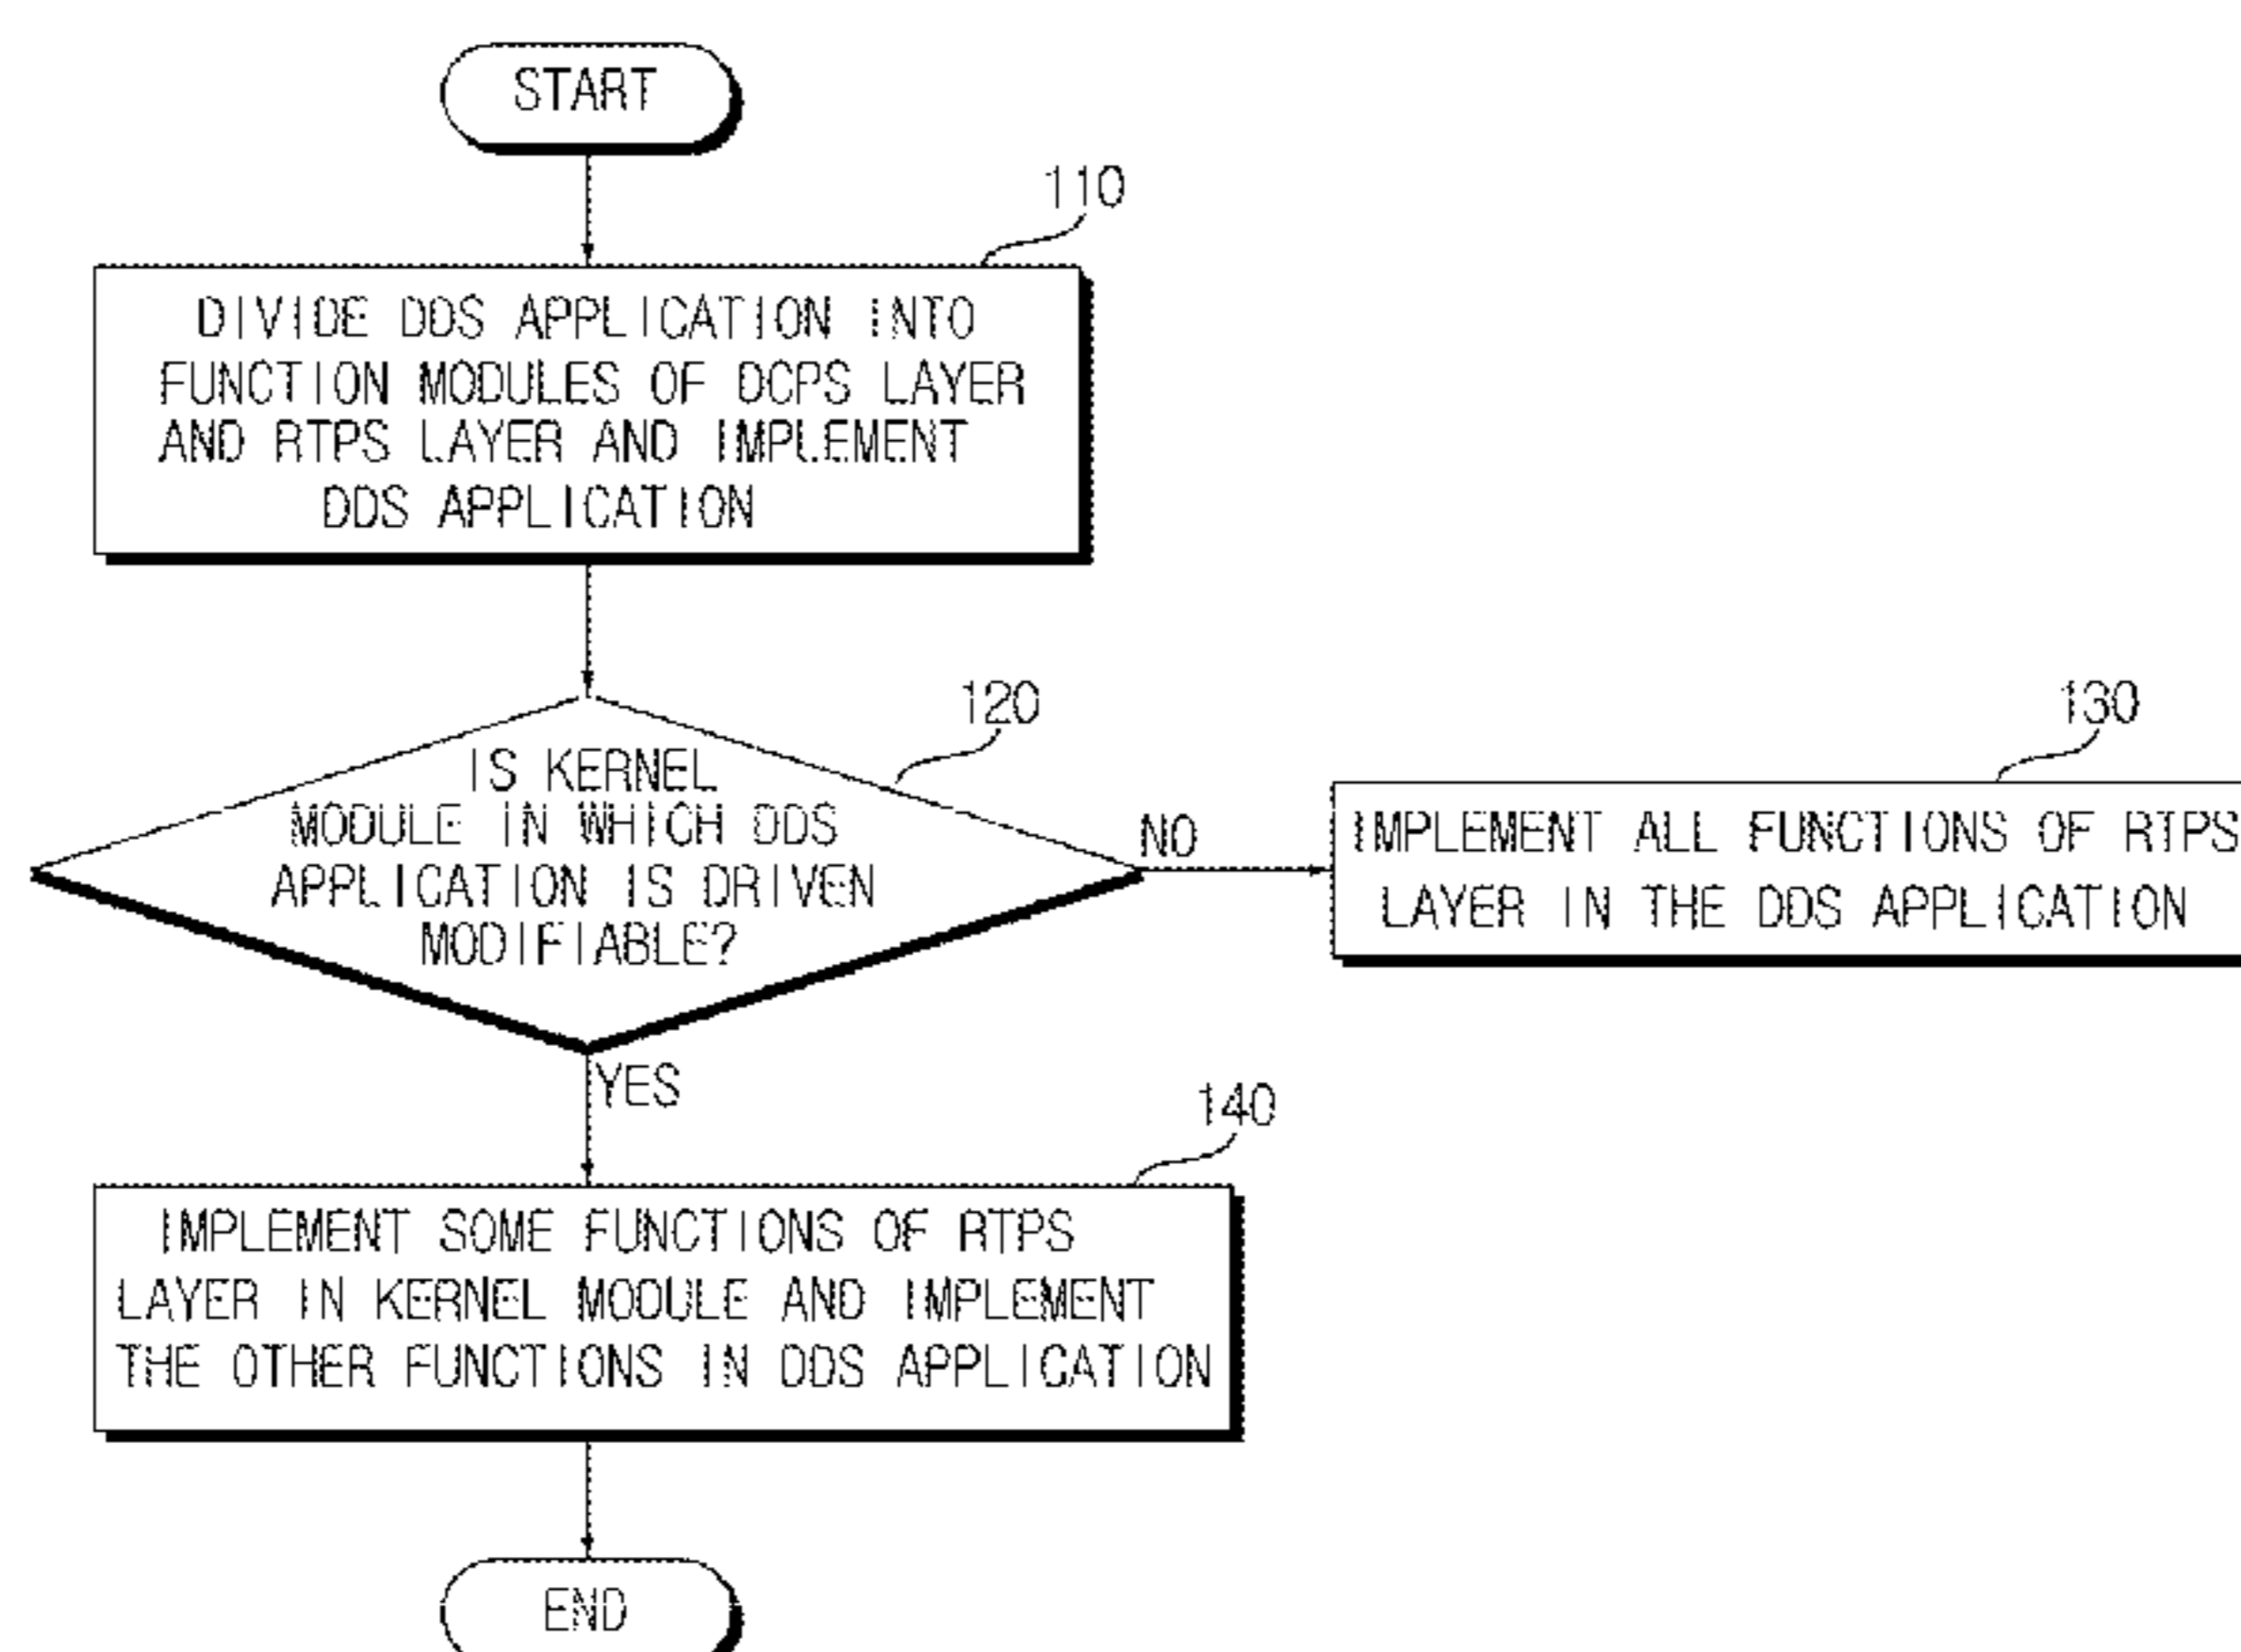 START
110
DIVIDE DDS APPLICATION INTO
FUNCTION MODULES OF DCPS LAYER
AND RTPS LAYER AND IMPLEMENT
DDS APPLICATION
120
IS KERNEL
MODULE IN WHICH DDS
APPLICATION IS DRIVEN
MODIFIABLE?
NO
130
IMPLEMENT ALL FUNCTIONS OF RTPS
LAYER IN THE DDS APPLICATION
YES
140
IMPLEMENT SOME FUNCTIONS OF RTPS
LAYER IN KERNEL MODULE AND IMPLEMENT
THE OTHER FUNCTIONS IN DDS APPLICATION
END